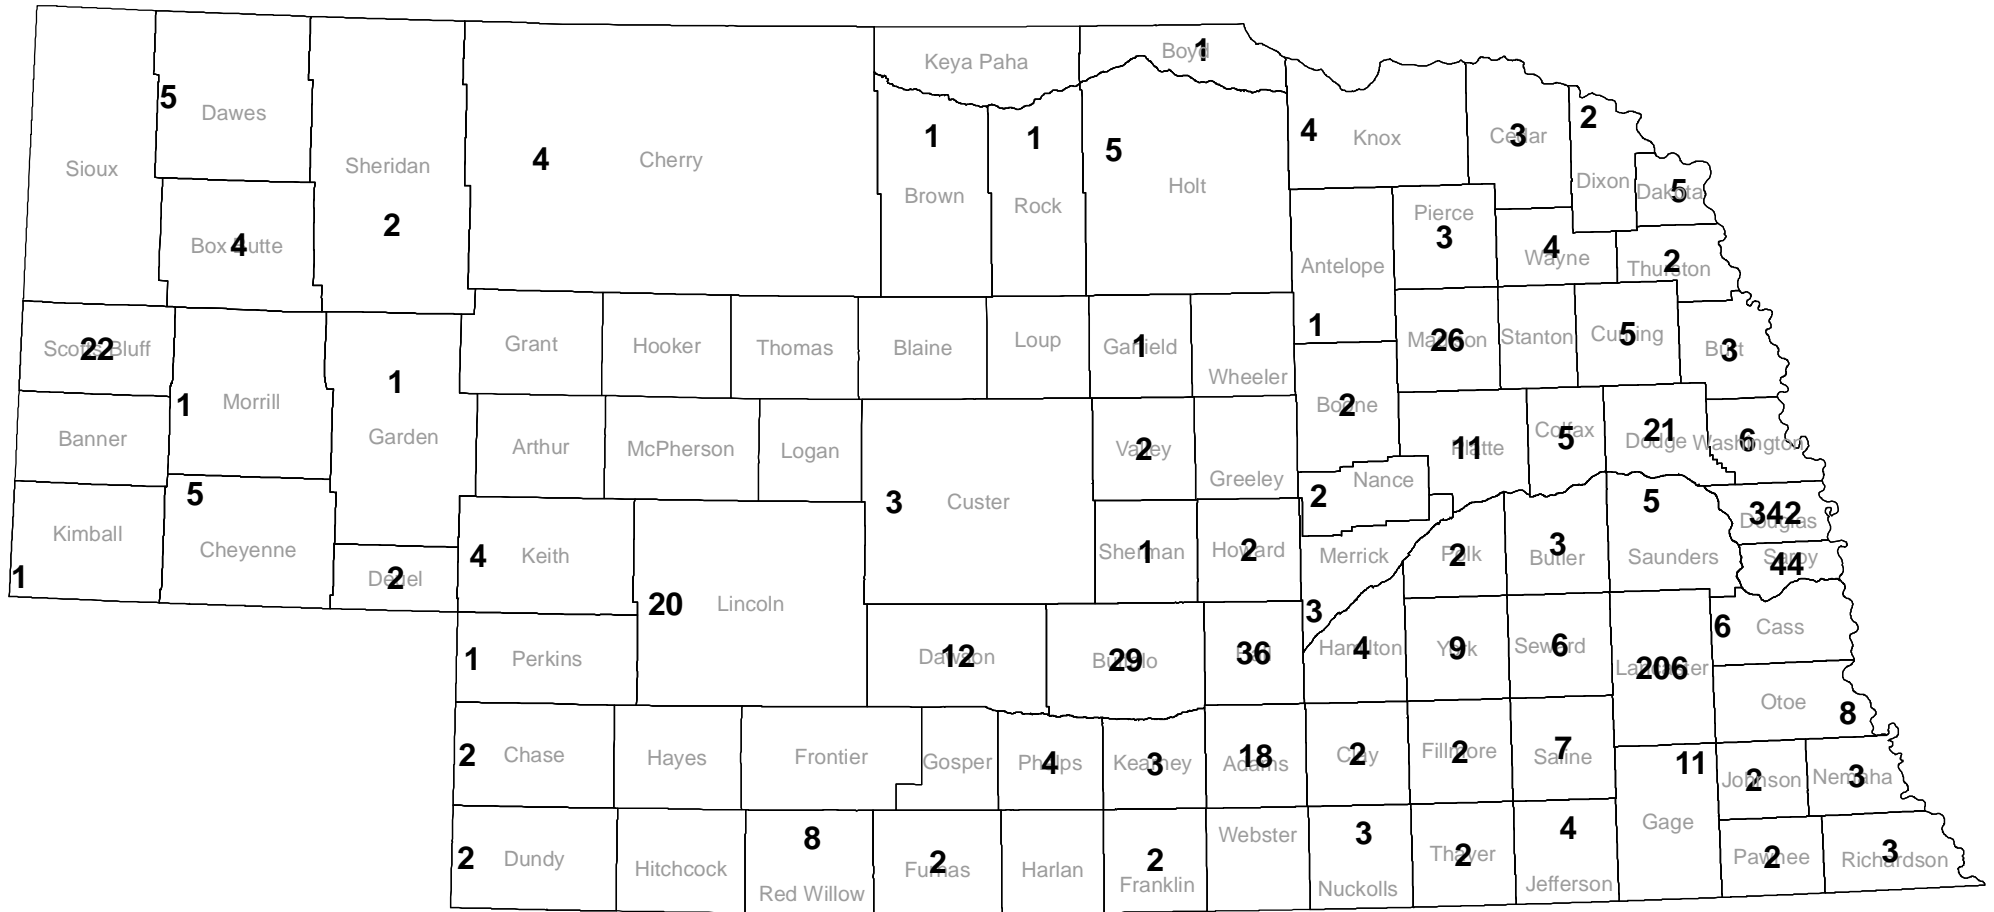 Boyd 1
Keya Paha
5
Dawes
2
4 Knox
Cedar 3
1
Brown
1
Rock
5
Holt
4 Cherry
Sheridan
2
Sioux
Dixon
Dakota 5
Pierce
3
Box Butte 4
4
Wayne
Thurston 2
Antelope
1
Scotts Bluff 22
Grant
Hooker
Thomas
Blaine
Loup
Garfield 1
Wheeler
Madison 26
Stanton
Cuming 5
Burt 3
1 Morrill
1
Garden
Boone 2
Banner
Arthur
McPherson
Logan
3 Custer
Valley 2
Greeley
Platte 11
Colfax 5
Dodge 21
Washington 6
2 Nance
5
Cheyenne
Kimball
1
Deuel 2
4 Keith
20 Lincoln
Sherman 1
Howard 2
Merrick
3
Polk 2
3
Butler
5
Saunders
Douglas 342
Sarpy 44
1 Perkins
Dawson 12
Buffalo 29
Hall 36
Hamilton 4
York 9
Seward 6
Lancaster 206
6 Cass
Otoe
8
2 Chase
Hayes
Frontier
Gosper
Phelps 4
Kearney 3
Adams 18
Clay 2
Fillmore 2
Saline 7
11
Gage
Johnson 2
Nemaha 3
2 Dundy
Hitchcock
8
Red Willow
Furnas 2
Harlan
2
Franklin
Webster
3
Nuckolls
Thayer 2
4
Jefferson
Pawnee 2
Richardson 3